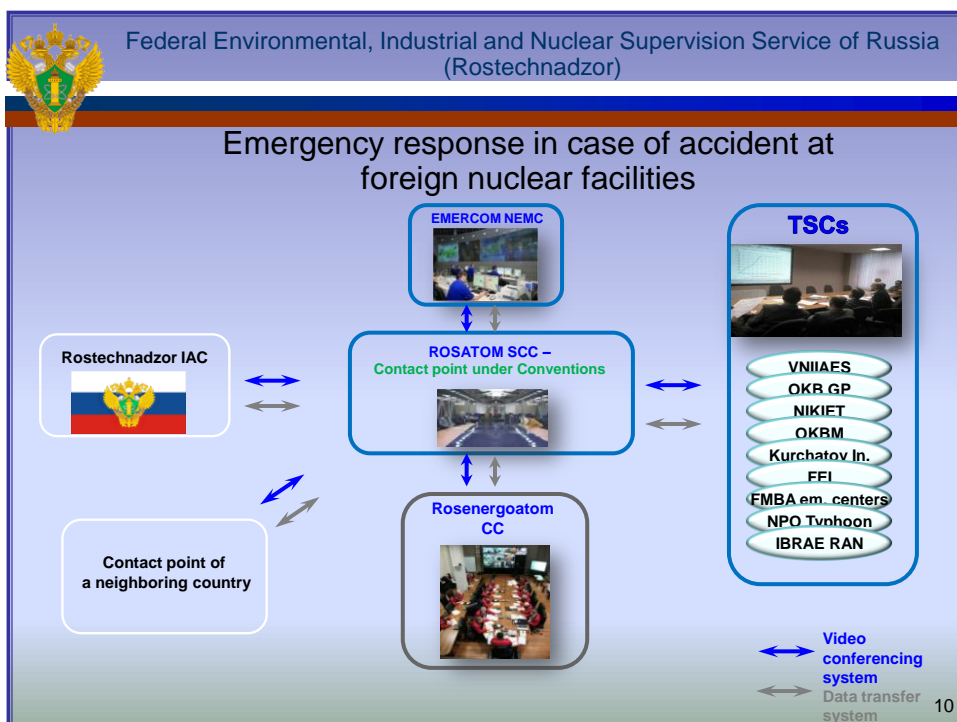 Federal Environmental, Industrial and Nuclear Supervision Service of Russia
(Rostechnadzor)
Emergency response in case of accident at
foreign nuclear facilities
EMERCOM NEMC
TSCs
Rostechnadzor IAC
ROSATOM SCC –
Contact point under Conventions
VNIIAES
OKB GP
NIKIET
OKBM
Kurchatov In.
FEI
FMBA em. centers
NPO Typhoon
IBRAE RAN
Rosenergoatom
CC
Contact point of
a neighboring country
Video
conferencing
system
Data transfer
system
10